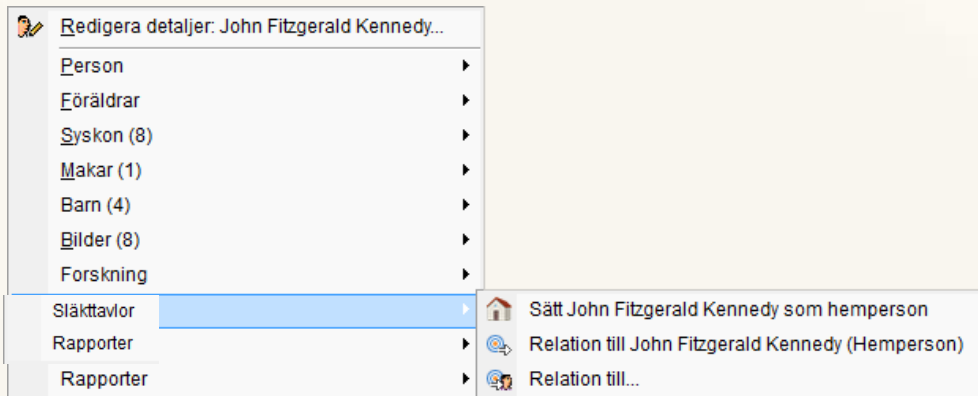 Redigera detaljer: John Fitzgerald Kennedy...
Person
Föräldrar
Syskon (8)
Makar (1)
Barn (4)
Bilder (8)
Forskning
Släkttavlor
Sätt John Fitzgerald Kennedy som hemperson
Rapporter
Relation till John Fitzgerald Kennedy (Hemperson)
Rapporter
Relation till...